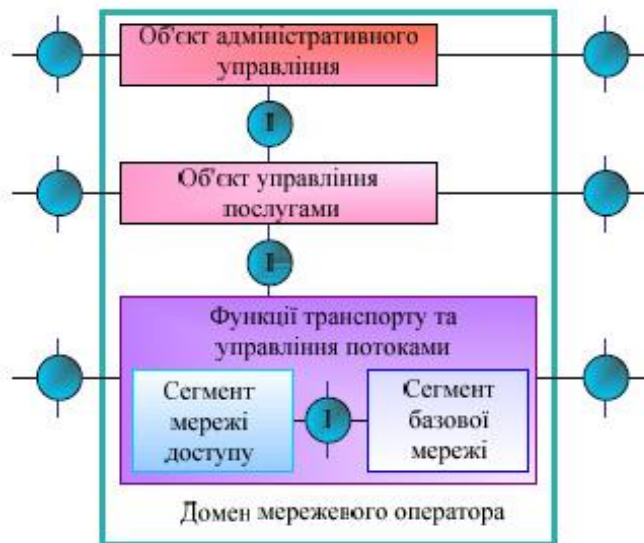 Об'єкт адміністративного
управління
I
Об'єкт управління
послугами
I
Функції транспорту та
управління потоками
Сегмент
мережі
доступу
I
Сегмент
базової
мережі
Домен мережевого оператора